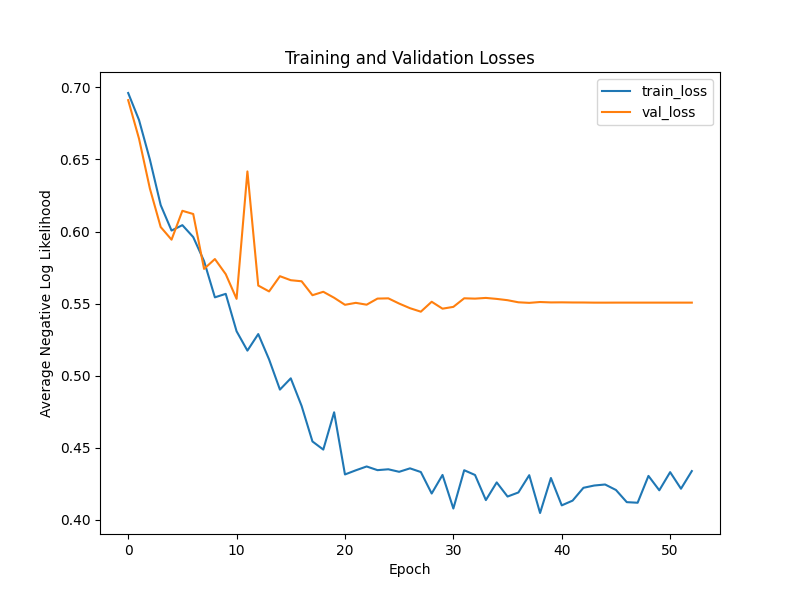 Training and Validation Losses
train_loss
val_loss
Average Negative Log Likelihood
0.70
0.65
0.60
0.55
0.50
0.45
0.40
0
10
20
30
40
50
Epoch